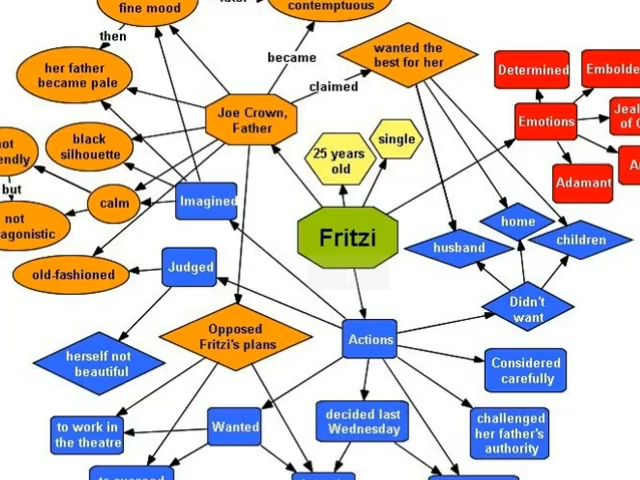 later
fine mood
contemptuous
then
became
wanted the
best for her
her father
became pale
claimed
Determined
Joe Crown,
Father
Emotions
black
silhouette
25 years
old
single
but
Adamant
calm
Imagined
not
agonistic
Fritzi
home
husband
children
old-fashioned
Judged
Didn't
want
Opposed
Fritzi's plans
Actions
herself not
beautiful
Considered
carefully
to work in
the theatre
Wanted
decided last
Wednesday
challenged
her father's
authority